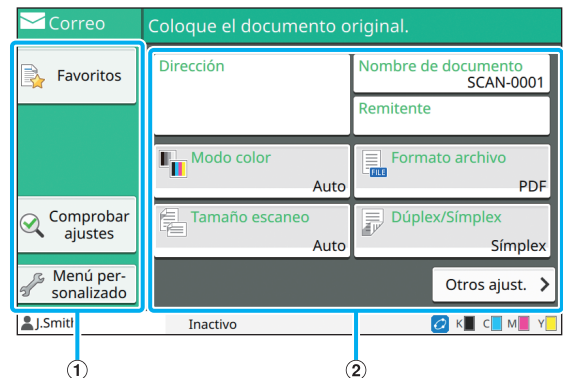 Correo
Coloque el documento original.
Favoritos
Comprobar
ajustes
Menú per-
sonalizado
Dirección
Nombre de documento
SCAN-0001
Remitente
Modo color
Auto
Formato archivo
FILE
PDF
Tamaño escaneo
Auto
Dúplex/Símplex
Símplex
Otros ajust.
J.Smith
Inactivo
K C M Y
1
2